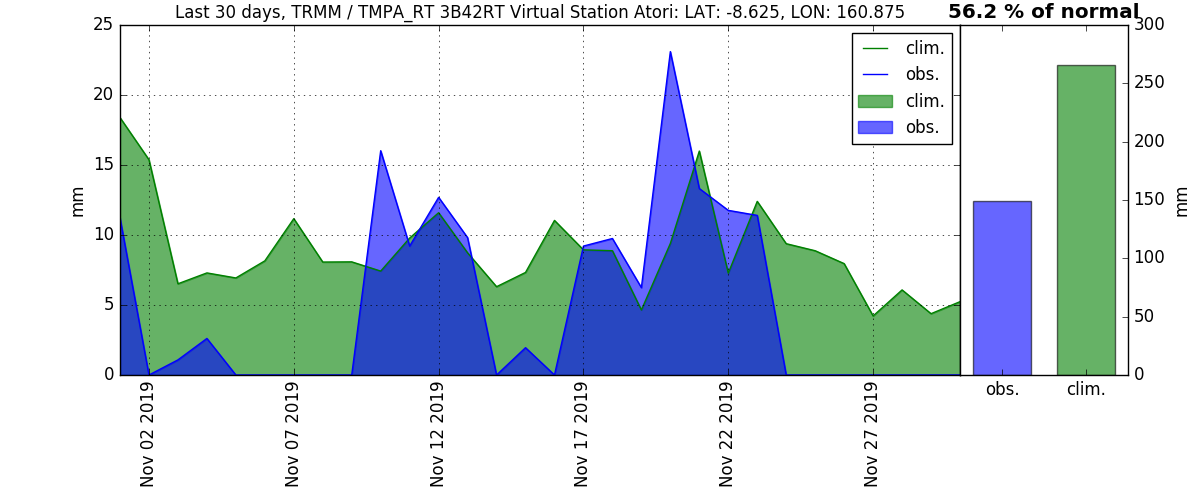 Last 30 days, TRMM / TMPA_RT 3B42RT Virtual Station Atori: LAT: -8.625, LON: 160.875
56.2 % of normal
25
20
15
10
5
0
mm
clim.
obs.
clim.
obs.
Nov 02 2019
Nov 07 2019
Nov 12 2019
Nov 17 2019
Nov 22 2019
Nov 27 2019
300
250
200
150
100
50
0
mm
obs.
clim.